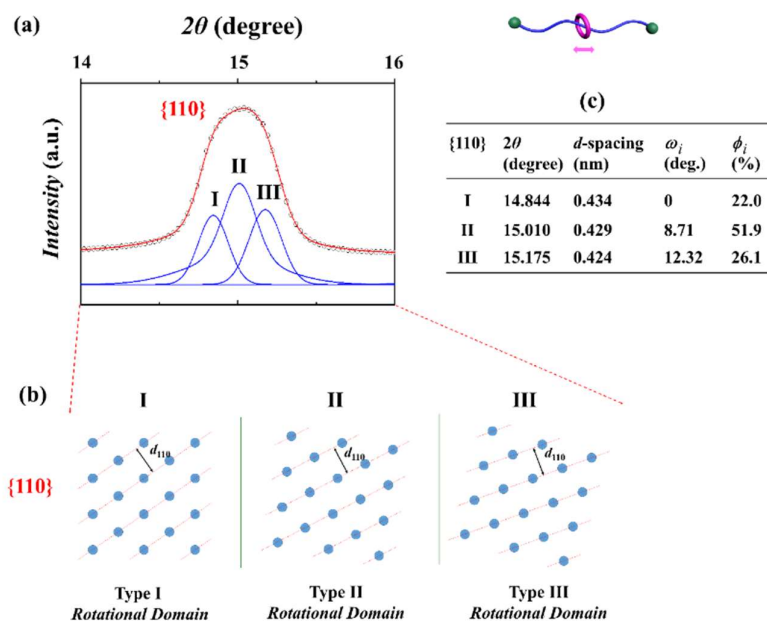 (a)
2θ (degree)
14 15 16
{110}
I
II
III
Intensity (a.u.)
(c)
{110} 2θ d-spacing ωi ϕi
(degree) (nm) (deg.) (%)
I 14.844 0.434 0 22.0
II 15.010 0.429 8.71 51.9
III 15.175 0.424 12.32 26.1
(b)
I II III
d110 d110 d110
{110}
Type I Type II Type III
Rotational Domain Rotational Domain Rotational Domain